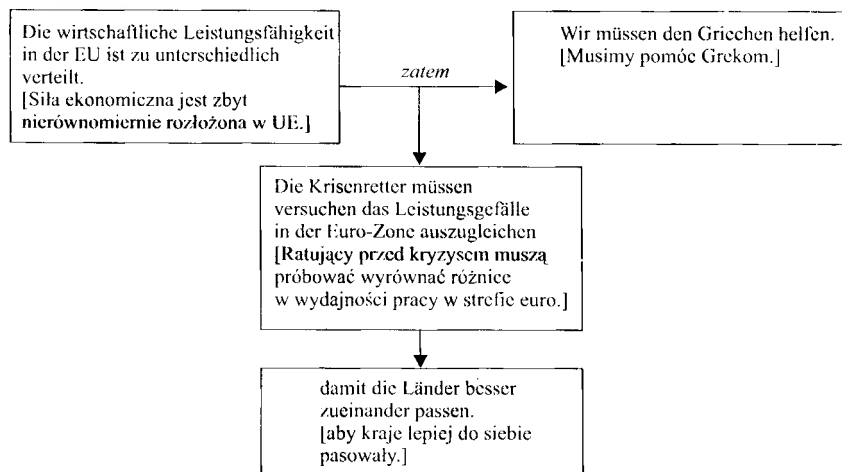 Die wirtschaftliche Leistungsfähigkeit
in der EU ist zu unterschiedlich
verteilt.
[Siła ekonomiczna jest zbyt
nierównomiernie rozłożona w UE.]
zatem
Wir müssen den Griechen helfen.
[Musimy pomóc Grekom.]
Die Krisenretter müssen
versuchen das Leistungsgefälle
in der Euro-Zone auszugleichen
[Ratujący przed kryzysem muszą
próbować wyrównać różnice
w wydajności pracy w strefie euro.]
damit die Länder besser
zueinander passen.
[aby kraje lepiej do siebie
pasowały.]